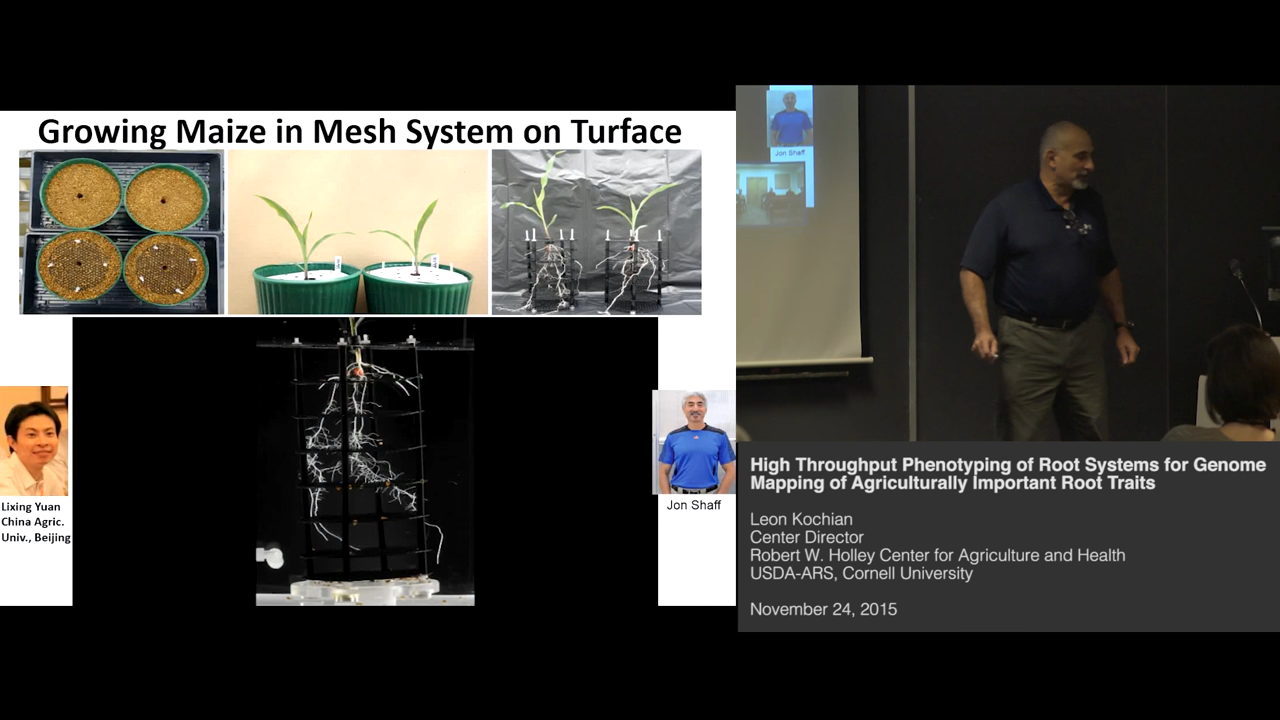 Growing Maize in Mesh System on Turface
Lixing Yuan
China Agric.
Univ., Beijing
Jon Shaff
Jon Shaff
High Throughput Phenotyping of Root Systems for Genome
Mapping of Agriculturally Important Root Traits
Leon Kochian
Center Director
Robert W. Holley Center for Agriculture and Health
USDA-ARS, Cornell University
November 24, 2015